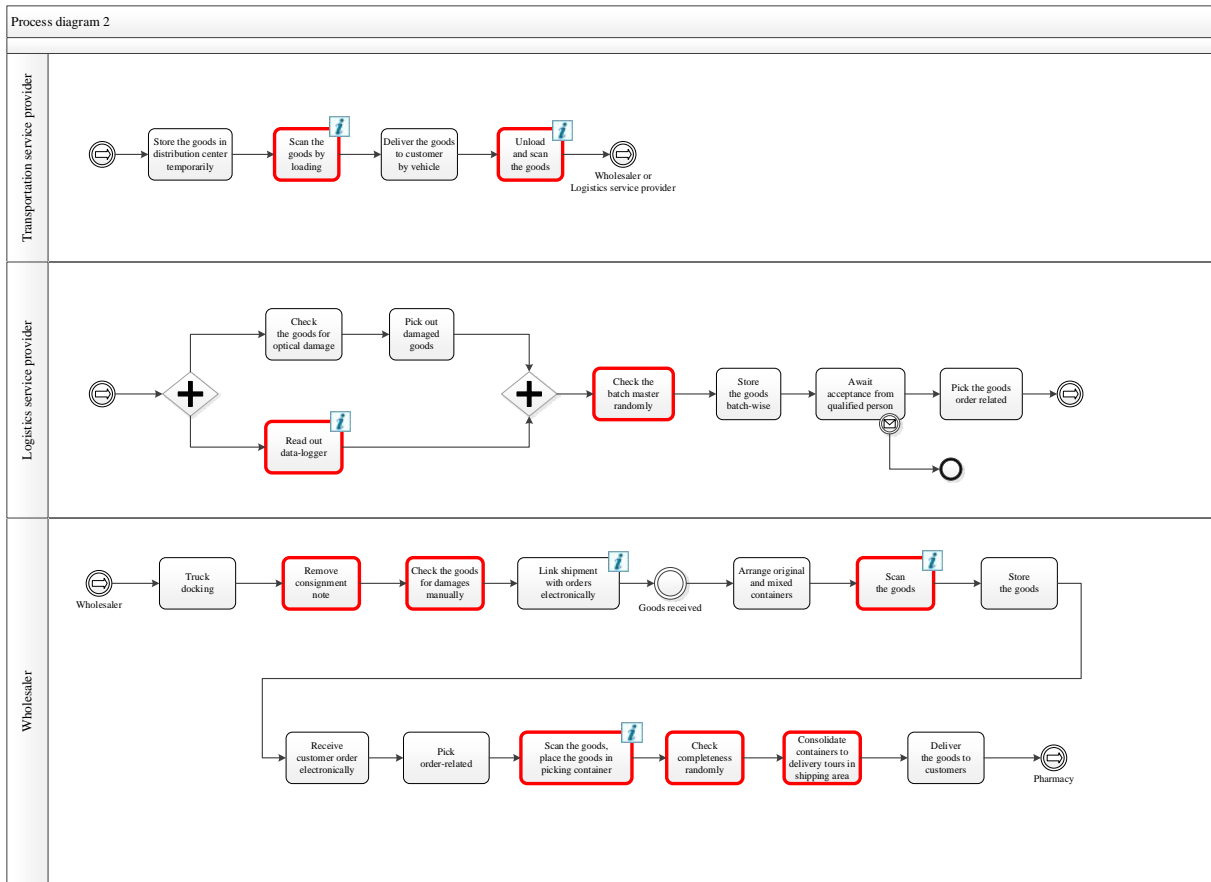 Process diagram 2
Transportation service provider
Store the goods in
distribution center
temporarily
Scan the
goods by
loading
i
Deliver the goods
to customer
by vehicle
Unload
and scan
the goods
i
Wholesaler or
Logistics service provider
Logistics service provider
Check
the goods for
optical damage
Pick out
damaged
goods
Read out
data-logger
i
Check the
batch master
randomly
Store
the goods
batch-wise
Await
acceptance from
qualified person
Pick the goods
order related
Wholesaler
Wholesaler
Truck
docking
Remove
consignment
note
Check the goods
for damages
manually
Link shipment
with orders
electronically
i
Goods received
Arrange original
and mixed
containers
Scan
the goods
i
Store
the goods
Receive
customer order
electronically
Pick
order-related
Scan the goods,
place the goods in
picking container
i
Check
completeness
randomly
Consolidate
containers to
delivery tours in
shipping area
Deliver
the goods to
customers
Pharmacy